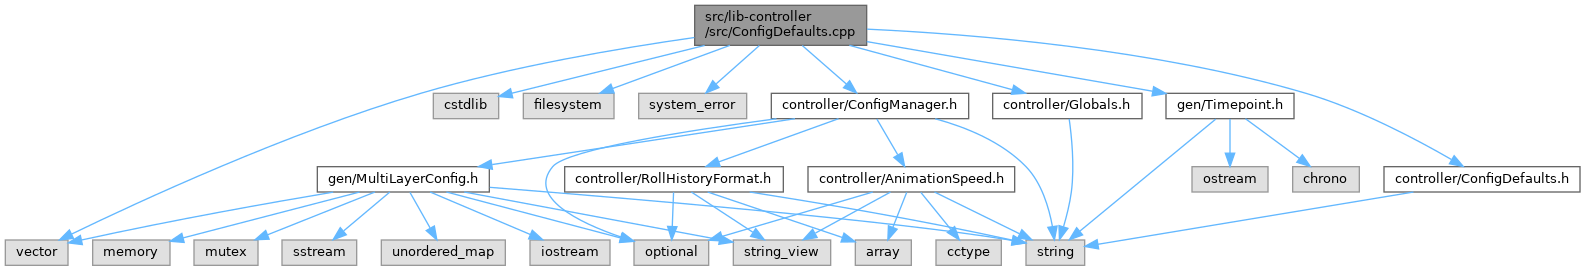 src/lib-controller
/src/ConfigDefaults.cpp
cstdlib
filesystem
system_error
controller/ConfigManager.h
controller/Globals.h
gen/Timepoint.h
gen/MultiLayerConfig.h
controller/RollHistoryFormat.h
controller/AnimationSpeed.h
ostream
chrono
controller/ConfigDefaults.h
vector
memory
mutex
sstream
unordered_map
iostream
optional
string_view
array
cctype
string